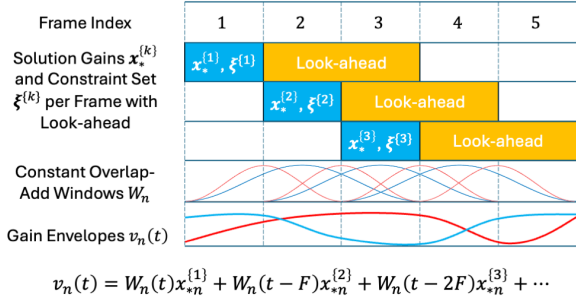 Frame Index 1 2 3 4 5
Solution Gains 𝒙∗^{k}
and Constraint Set
𝝃^{k} per Frame with
Look-ahead
𝒙∗^{1}, 𝝃^{1} Look-ahead
𝒙∗^{2}, 𝝃^{2} Look-ahead
𝒙∗^{3}, 𝝃^{3} Look-ahead
Constant Overlap-
Add Windows Wₙ
Gain Envelopes vₙ(t)
vₙ(t) = Wₙ(t)x∗ₙ^{1} + Wₙ(t − F)x∗ₙ^{2} + Wₙ(t − 2F)x∗ₙ^{3} + ⋯